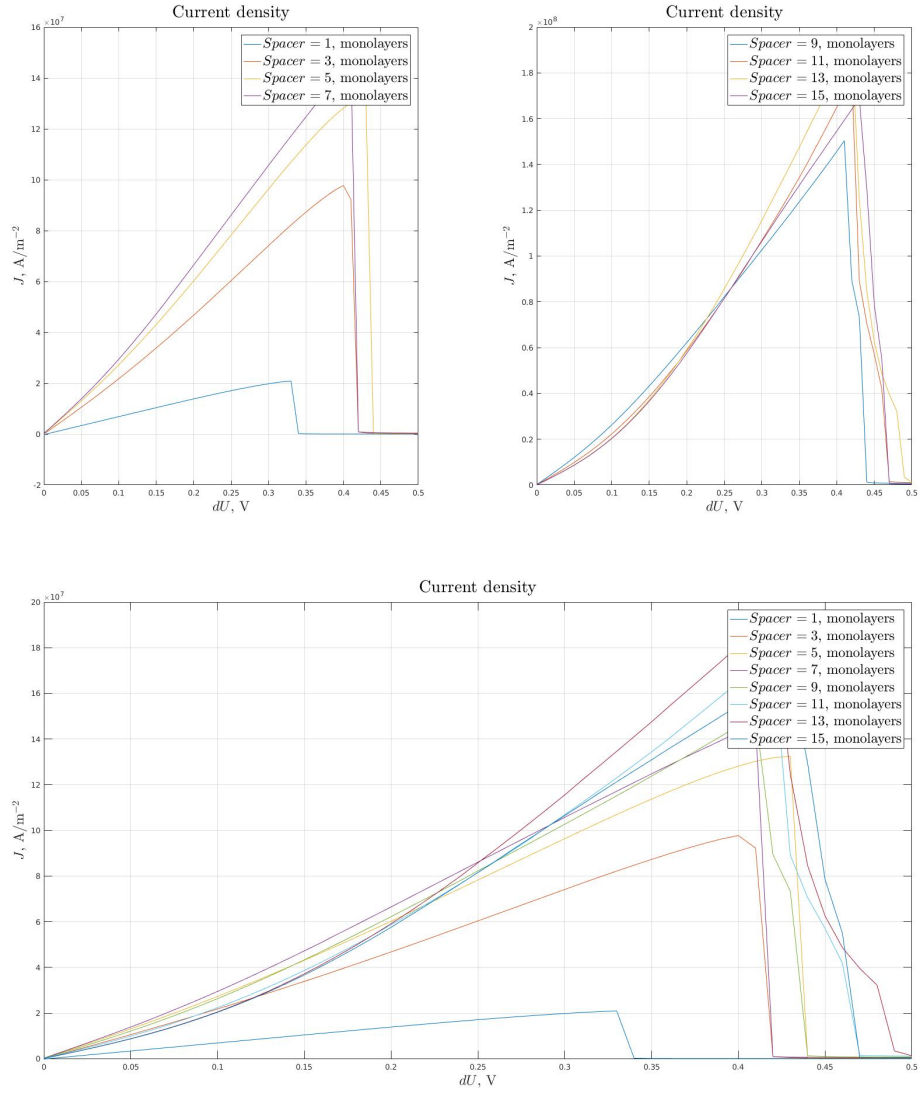 Current density
×10⁷
16
14
12
10
8
6
4
2
0
-2
J, A/m⁻²
Spacer = 1, monolayers
Spacer = 3, monolayers
Spacer = 5, monolayers
Spacer = 7, monolayers
0 0.05 0.1 0.15 0.2 0.25 0.3 0.35 0.4 0.45 0.5
dU, V
Current density
×10⁸
2
1.8
1.6
1.4
1.2
1
0.8
0.6
0.4
0.2
0
J, A/m⁻²
Spacer = 9, monolayers
Spacer = 11, monolayers
Spacer = 13, monolayers
Spacer = 15, monolayers
0 0.05 0.1 0.15 0.2 0.25 0.3 0.35 0.4 0.45 0.5
dU, V
Current density
×10⁷
20
18
16
14
12
10
8
6
4
2
0
J, A/m⁻²
Spacer = 1, monolayers
Spacer = 3, monolayers
Spacer = 5, monolayers
Spacer = 7, monolayers
Spacer = 9, monolayers
Spacer = 11, monolayers
Spacer = 13, monolayers
Spacer = 15, monolayers
0 0.05 0.1 0.15 0.2 0.25 0.3 0.35 0.4 0.45 0.5
dU, V